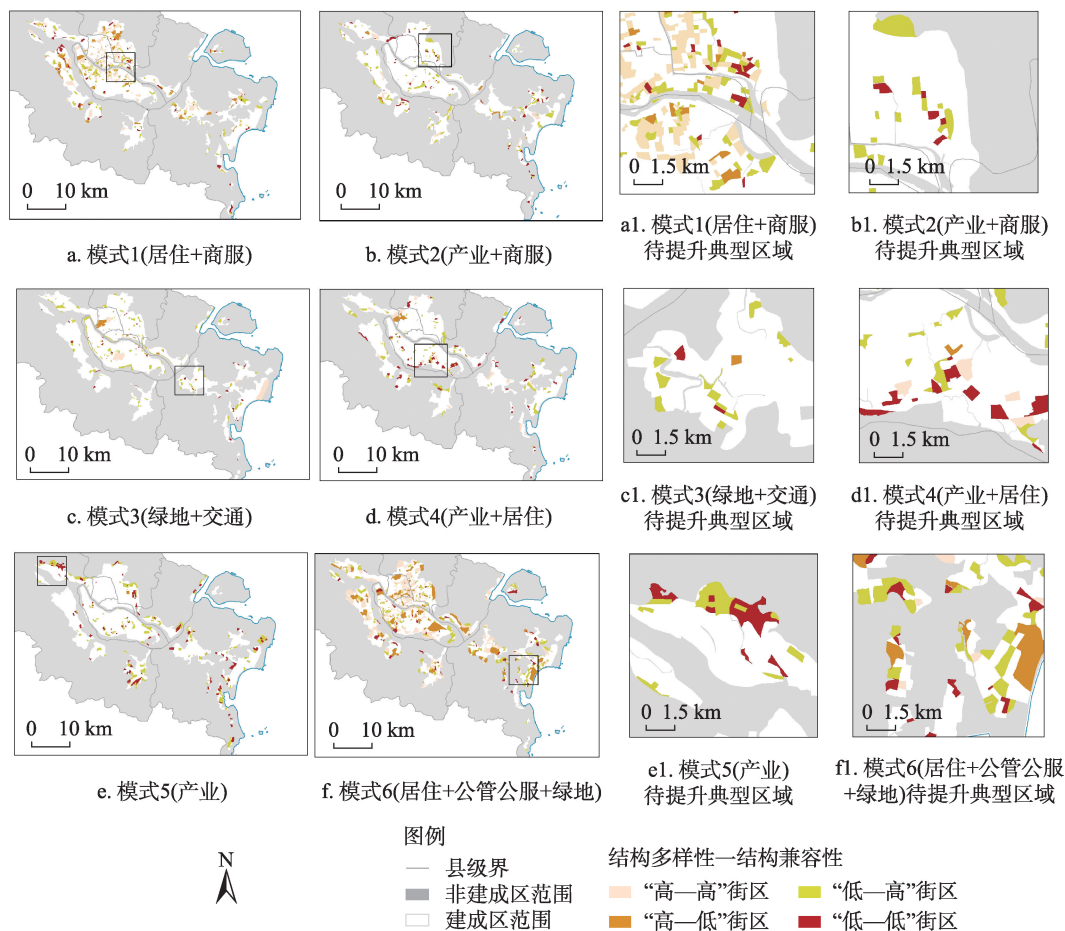 0 10 km
a. 模式1(居住+商服)
0 10 km
b. 模式2(产业+商服)
0 1.5 km
a1. 模式1(居住+商服)
待提升典型区域
0 1.5 km
b1. 模式2(产业+商服)
待提升典型区域
0 10 km
c. 模式3(绿地+交通)
0 10 km
d. 模式4(产业+居住)
0 1.5 km
c1. 模式3(绿地+交通)
待提升典型区域
0 1.5 km
d1. 模式4(产业+居住)
待提升典型区域
0 10 km
e. 模式5(产业)
0 10 km
f. 模式6(居住+公管公服+绿地)
0 1.5 km
e1. 模式5(产业)
待提升典型区域
0 1.5 km
f1. 模式6(居住+公管公服
+绿地)待提升典型区域
N
图例
县级界
非建成区范围
建成区范围
结构多样性—结构兼容性
“高—高”街区
“低—高”街区
“高—低”街区
“低—低”街区